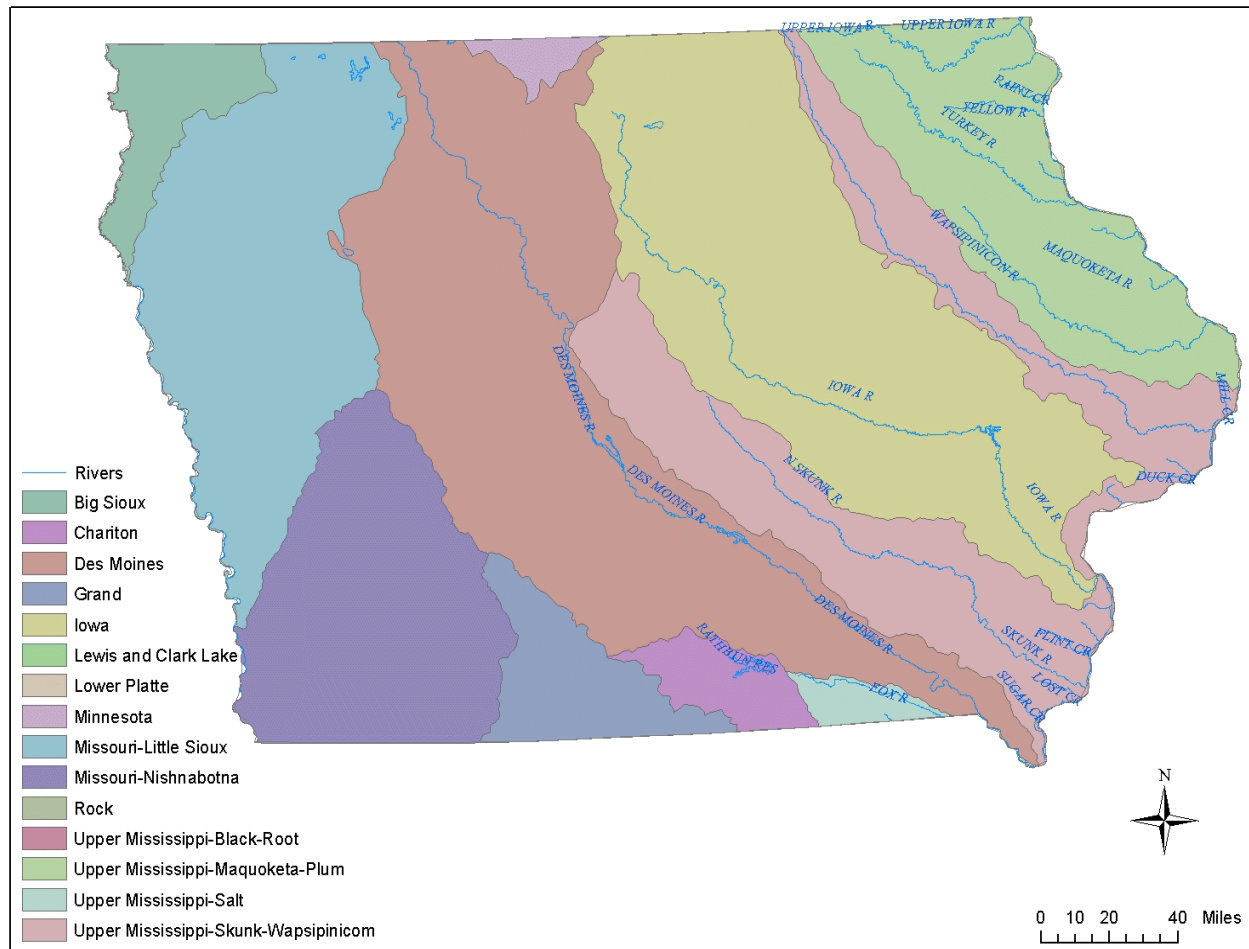 UPPER IOWA R
UPPER IOWA R
PAINT CR
YELLOW R
TURKEY R
WAPSIPINICON R
MAQUOKETA R
DES MOINES R
IOWA R
MILL CR
N SKUNK R
DES MOINES R
DUCK CR
IOWA R
DES MOINES R
RATHBUN RES
SKUNK R
FLINT CR
LOST CR
SUGAR CR
FOX R
Rivers
Big Sioux
Chariton
Des Moines
Grand
Iowa
Lewis and Clark Lake
Lower Platte
Minnesota
Missouri-Little Sioux
Missouri-Nishnabotna
Rock
Upper Mississippi-Black-Root
Upper Mississippi-Maquoketa-Plum
Upper Mississippi-Salt
Upper Mississippi-Skunk-Wapsipinicom
N
0 10 20 40 Miles